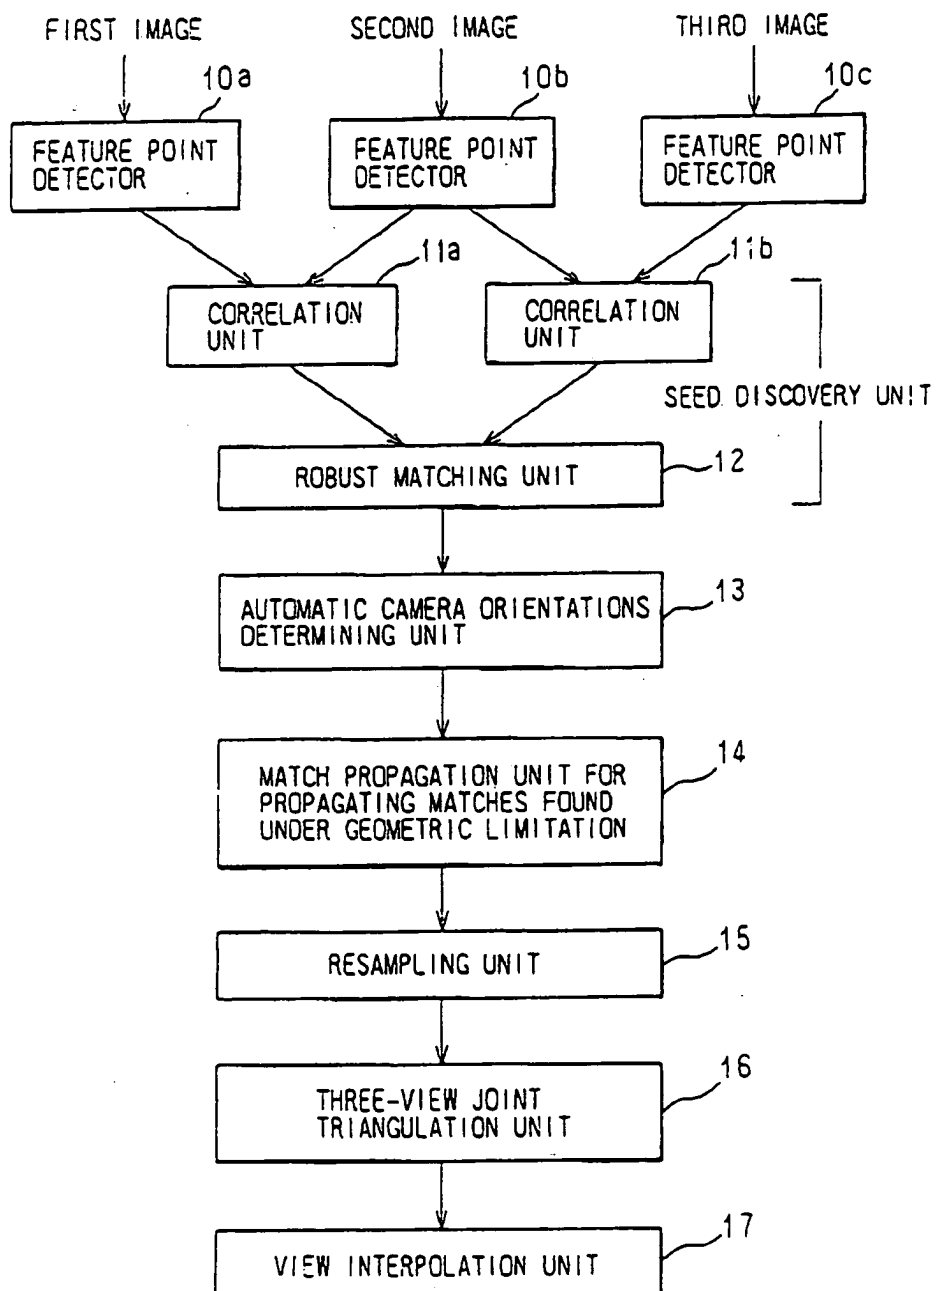 FIRST IMAGE
SECOND IMAGE
THIRD IMAGE
10a
10b
10c
FEATURE POINT
DETECTOR
FEATURE POINT
DETECTOR
FEATURE POINT
DETECTOR
11a
11b
CORRELATION
UNIT
CORRELATION
UNIT
SEED DISCOVERY UNIT
ROBUST MATCHING UNIT
12
AUTOMATIC CAMERA ORIENTATIONS
DETERMINING UNIT
13
MATCH PROPAGATION UNIT FOR
PROPAGATING MATCHES FOUND
UNDER GEOMETRIC LIMITATION
14
RESAMPLING UNIT
15
THREE-VIEW JOINT
TRIANGULATION UNIT
16
VIEW INTERPOLATION UNIT
17